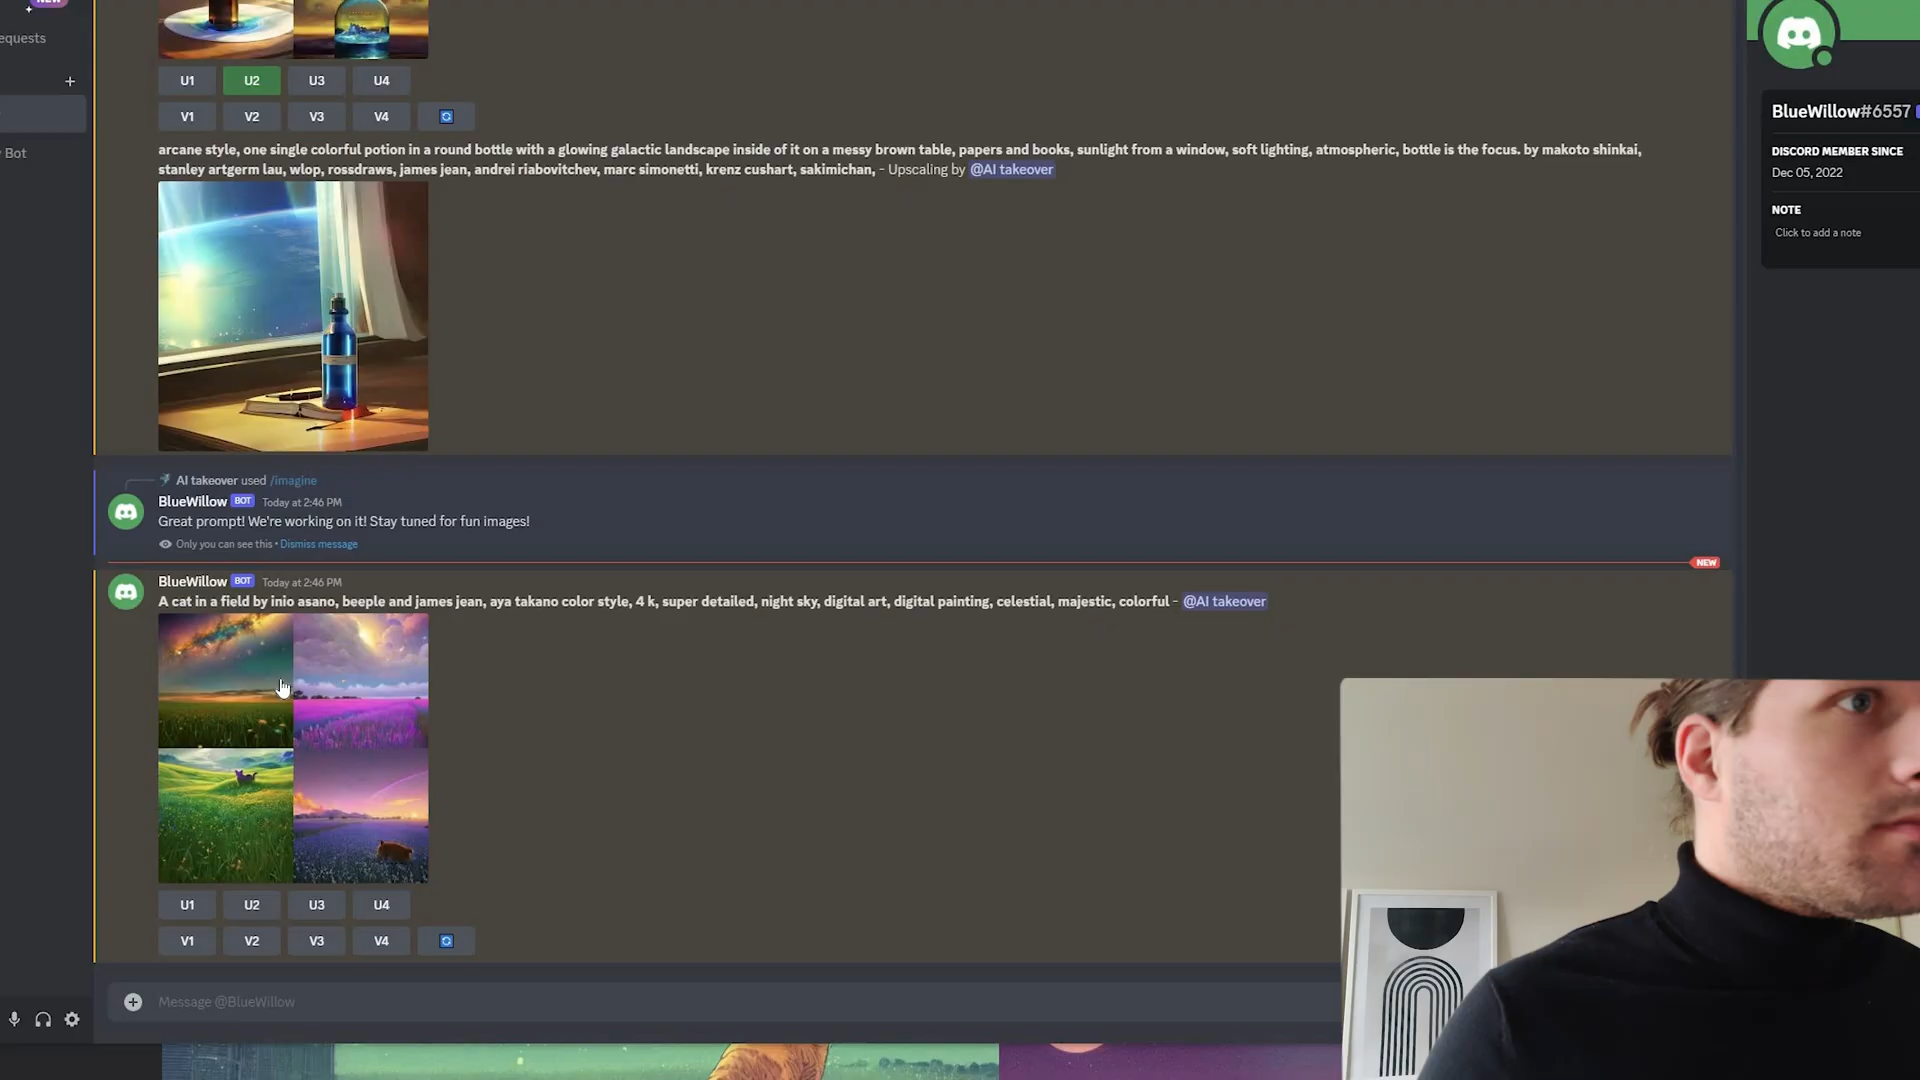 NEW
equests
+
Bot
U1 U2 U3 U4
V1 V2 V3 V4
arcane style, one single colorful potion in a round bottle with a glowing galactic landscape inside of it on a messy brown table, papers and books, sunlight from a window, soft lighting, atmospheric, bottle is the focus. by makoto shinkai,
stanley artgerm lau, wlop, rossdraws, james jean, andrei riabovitchev, marc simonetti, krenz cushart, sakimichan, - Upscaling by @AI takeover
AI takeover used /imagine
BlueWillow BOT Today at 2:46 PM
Great prompt! We're working on it! Stay tuned for fun images!
Only you can see this • Dismiss message
NEW
BlueWillow BOT Today at 2:46 PM
A cat in a field by inio asano, beeple and james jean, aya takano color style, 4 k, super detailed, night sky, digital art, digital painting, celestial, majestic, colorful - @AI takeover
U1 U2 U3 U4
V1 V2 V3 V4
Message @BlueWillow
BlueWillow#6557
DISCORD MEMBER SINCE
Dec 05, 2022
NOTE
Click to add a note